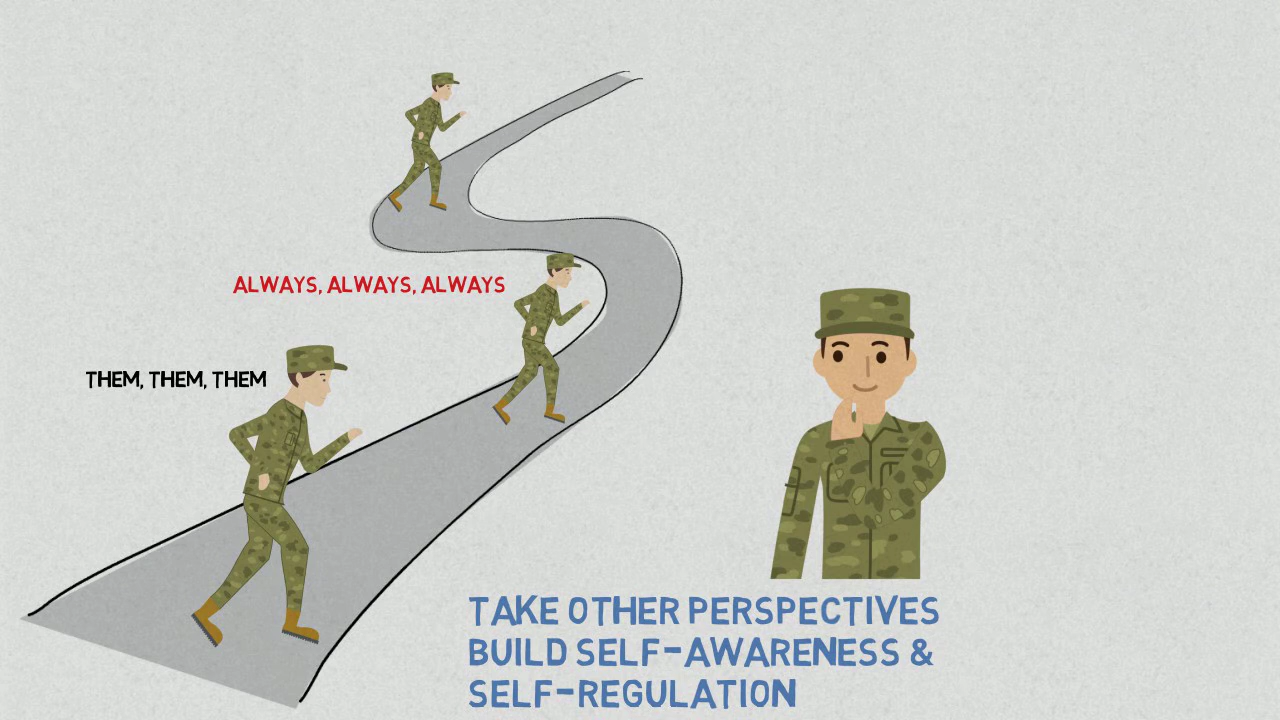 ALWAYS, ALWAYS, ALWAYS
THEM, THEM, THEM
TAKE OTHER PERSPECTIVES
BUILD SELF-AWARENESS &
SELF-REGULATION